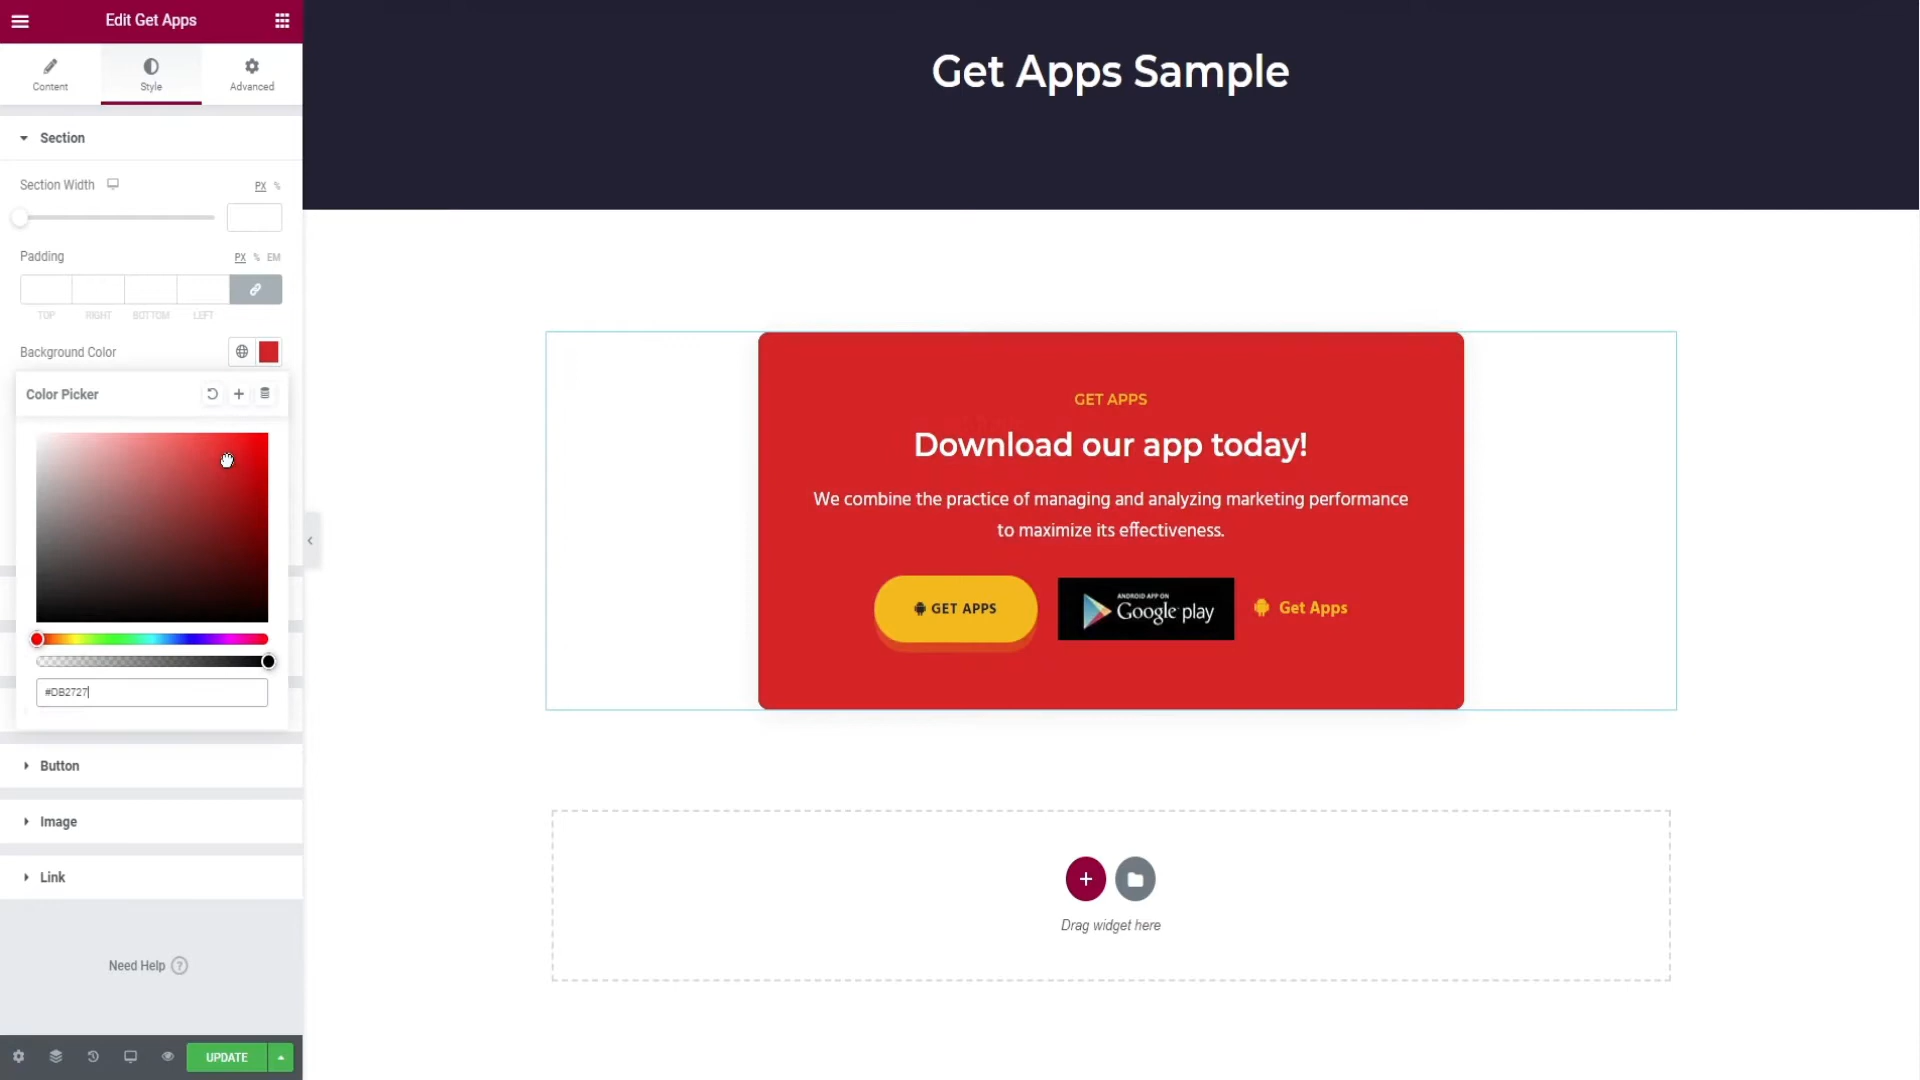 Edit Get Apps
Content
Style
Advanced
Section
Section Width
PX %
Padding
PX % EM
TOP RIGHT BOTTOM LEFT
Background Color
Color Picker
#DB2727
Button
Image
Link
Need Help ?
UPDATE
Get Apps Sample
GET APPS
Download our app today!
We combine the practice of managing and analyzing marketing performance
to maximize its effectiveness.
GET APPS
ANDROID APP ON
Google play
Get Apps
Drag widget here